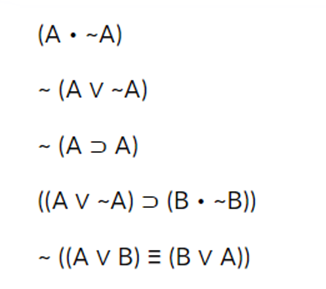 (A • ~A)
~ (A ∨ ~A)
~ (A ⊃ A)
((A ∨ ~A) ⊃ (B • ~B))
~ ((A ∨ B) ≡ (B ∨ A))